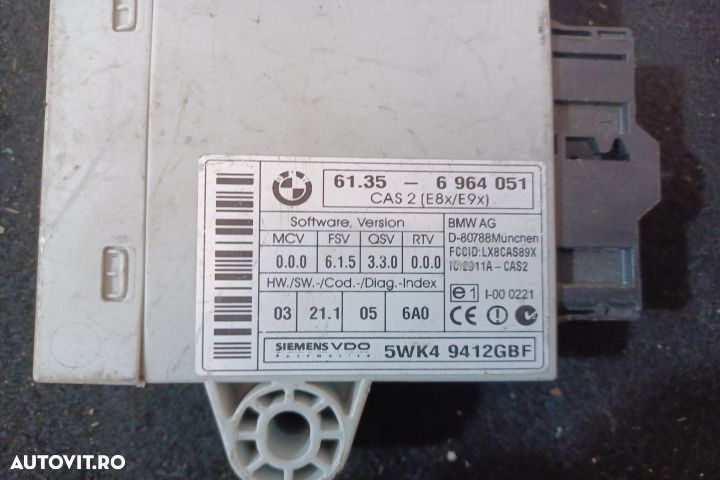 61.35 - 6 964 051
CAS 2 (E8x/E9x)
Software, Version
MCV FSV QSV RTV
0.0.0 6.1.5 3.3.0 0.0.0
HW./SW.-/Cod.-/Diag.-Index
03 21.1 05 6A0
BMW AG
D-80788München
FCCID:LX8CAS89X
IC:2911A-CAS2
e1 I-00 0221
CE
SIEMENS VDO
Automotive
5WK4 9412GBF
AUTOVIT.RO